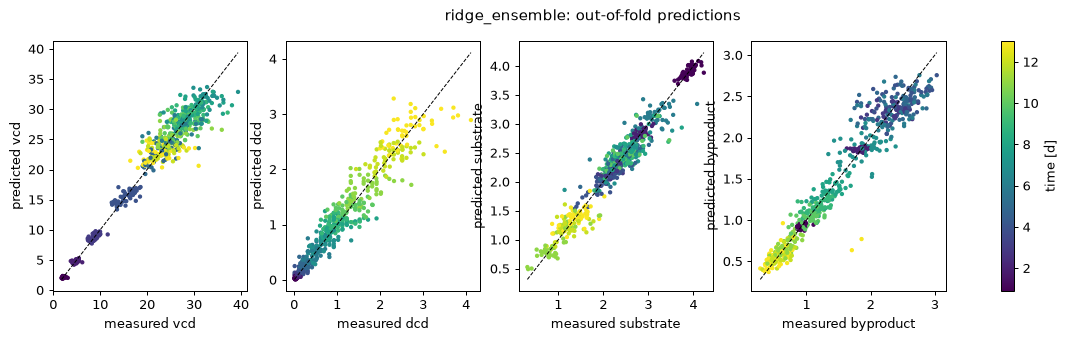 ridge_ensemble: out-of-fold predictions
predicted vcd
40
35
30
25
20
15
10
5
0
0 10 20 30 40
measured vcd
predicted dcd
4
3
2
1
0
0 1 2 3 4
measured dcd
predicted substrate
4.0
3.5
3.0
2.5
2.0
1.5
1.0
0.5
1 2 3 4
measured substrate
predicted byproduct
3.0
2.5
2.0
1.5
1.0
0.5
1 2 3
measured byproduct
12
10
8
6
4
2
time [d]